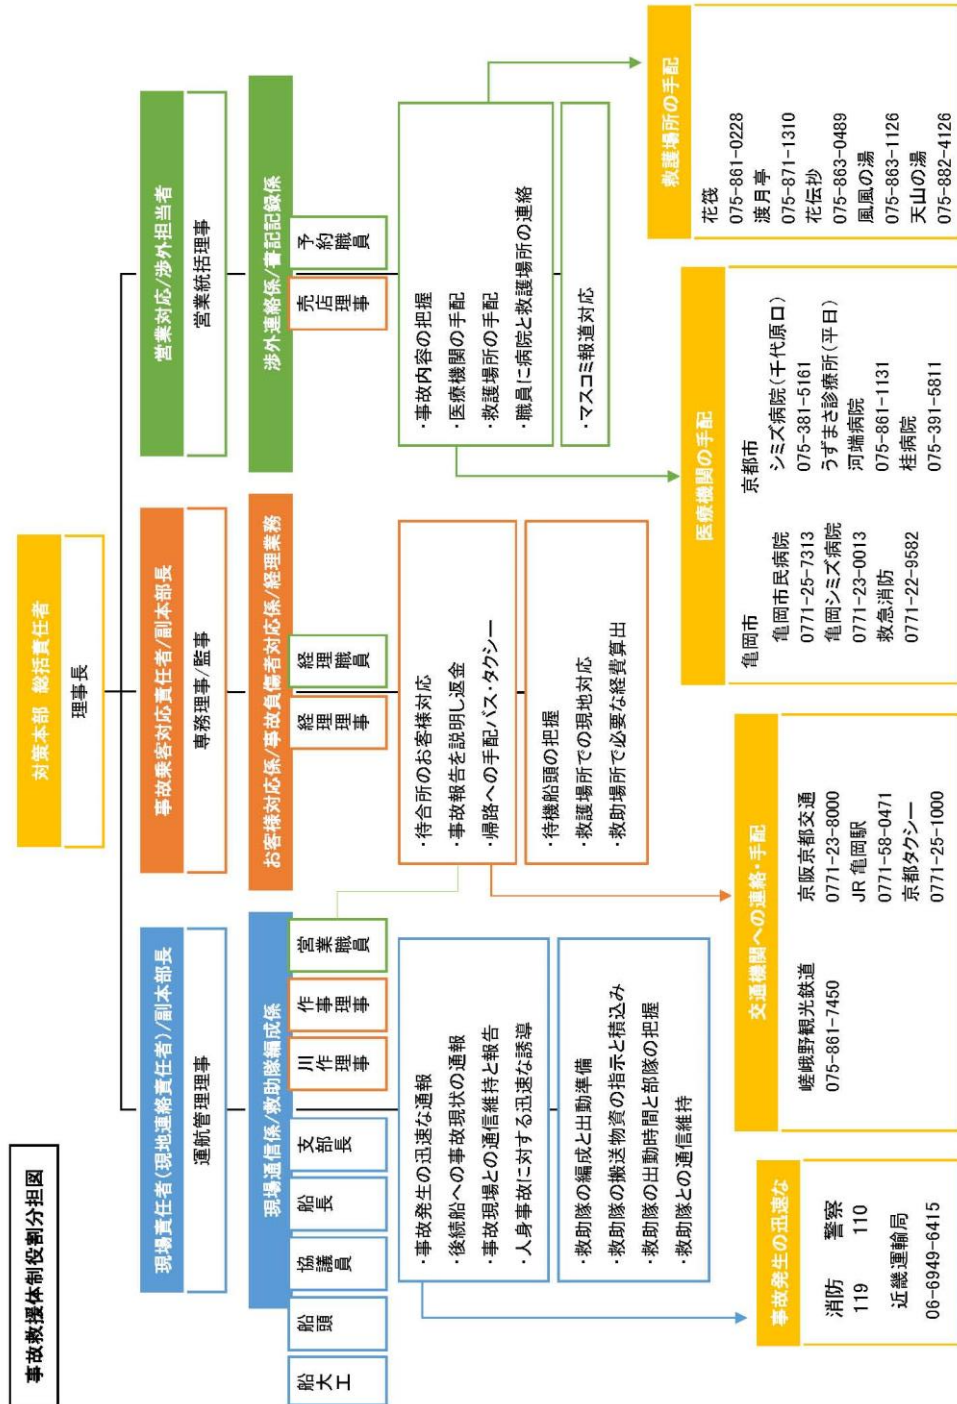 事故救援体制役割分担図
対策本部 総括責任者
理事長
現場責任者(現地連絡責任者)/副本部長
運航管理理事
事故乗客対応責任者/副本部長
専務理事/監事
営業対応/渉外担当者
営業統括理事
現場通信係/救助隊編成係
船大工
船頭
協議員
船長
支部長
川作理事
作事理事
営業職員
・事故発生の迅速な通報
・後続船への事故現状の通報
・事故現場との通信維持と報告
・人身事故に対する迅速な誘導
・救助隊の編成と出動準備
・救助隊の搬送物資の指示と積込み
・救助隊の出動時間と部隊の把握
・救助隊との通信維持
お客様対応係/事故負傷者対応係/経理業務
経理理事
経理職員
・待合所のお客様対応
・事故報告を説明し返金
・帰路への手配バス・タクシー
・待機船頭の把握
・救護場所での現地対応
・救助場所で必要な経費算出
渉外連絡係/書記記録係
売店理事
予約職員
・事故内容の把握
・医療機関の手配
・救護場所の手配
・職員に病院と救護場所の連絡
・マスコミ報道対応
事故発生の迅速な
消防 警察
119 110
近畿運輸局
06-6949-6415
交通機関への連絡・手配
嵯峨野観光鉄道
075-861-7450
京阪京都交通
0771-23-8000
JR亀岡駅
0771-58-0471
京都タクシー
0771-25-1000
医療機関の手配
亀岡市
亀岡市民病院
0771-25-7313
亀岡シミズ病院
0771-23-0013
救急消防
0771-22-9582
京都市
シミズ病院(千代原口)
075-381-5161
うずまさ診療所(平日)
河端病院
075-861-1131
桂病院
075-391-5811
救護場所の手配
花筏
075-861-0228
渡月亭
075-871-1310
花伝抄
075-863-0489
風風の湯
075-863-1126
天山の湯
075-882-4126